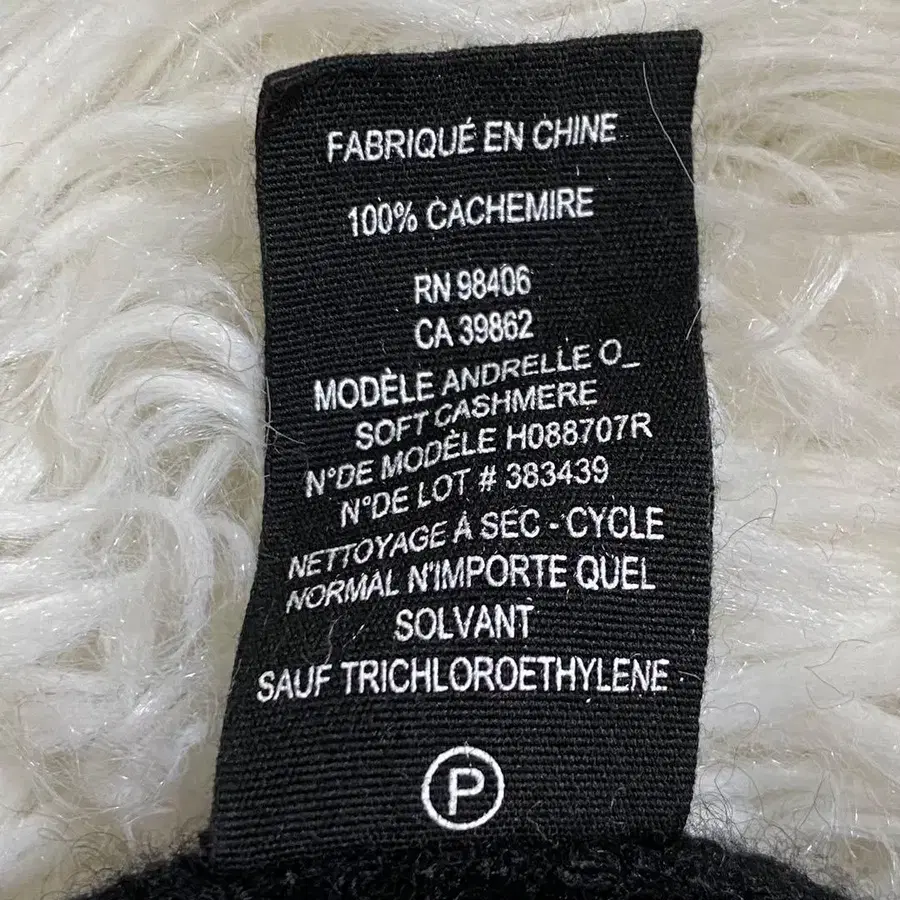 FABRIQUÉ EN CHINE
100% CACHEMIRE
RN 98406
CA 39862
MODÈLE ANDRELLE O_
SOFT CASHMERE
N°DE MODÈLE H088707R
N°DE LOT # 383439
NETTOYAGE À SEC - CYCLE
NORMAL N'IMPORTE QUEL
SOLVANT
SAUF TRICHLOROETHYLENE
P